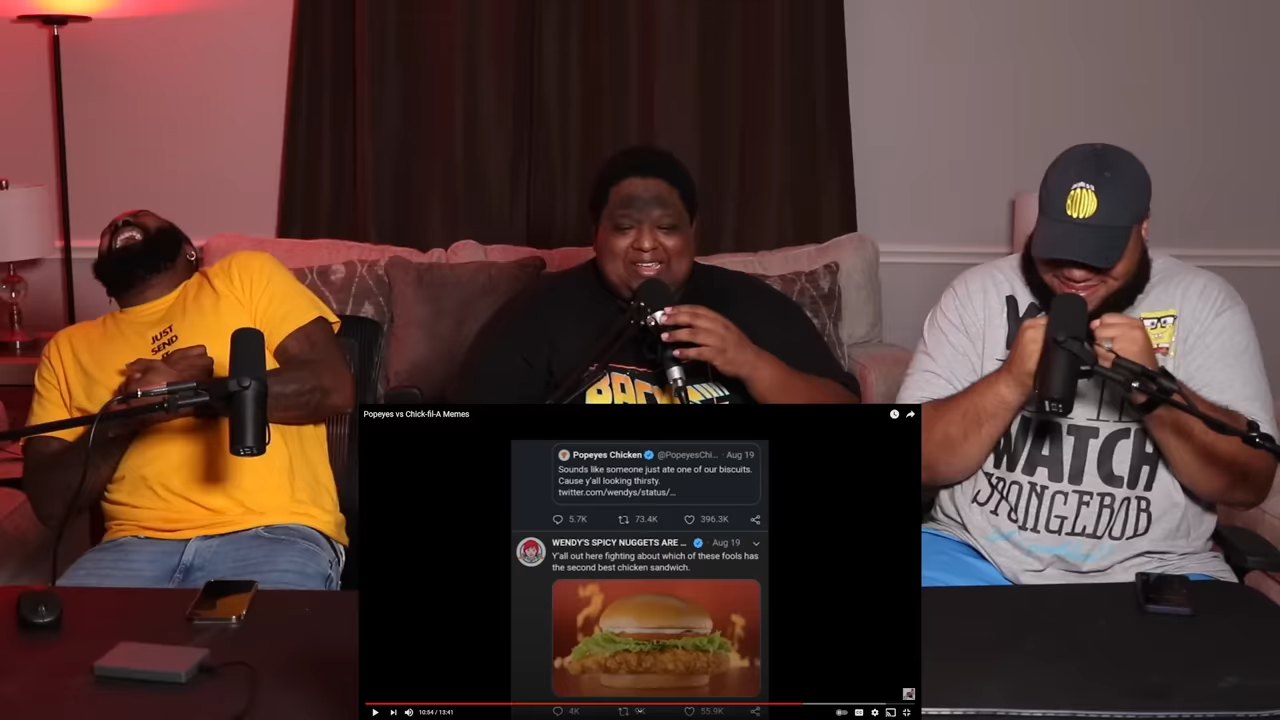 JUST
SEND
IT
WATCH
SPONGEBOB
Popeyes vs Chick-fil-A Memes
Popeyes Chicken @PopeyesChi... · Aug 19
Sounds like someone just ate one of our biscuits.
Cause y'all looking thirsty.
twitter.com/wendys/status/...
5.7K 73.4K 396.3K
WENDY'S SPICY NUGGETS ARE ... · Aug 19
Y'all out here fighting about which of these fools has
the second best chicken sandwich.
4K 9K 55.9K
10:54 / 13:41